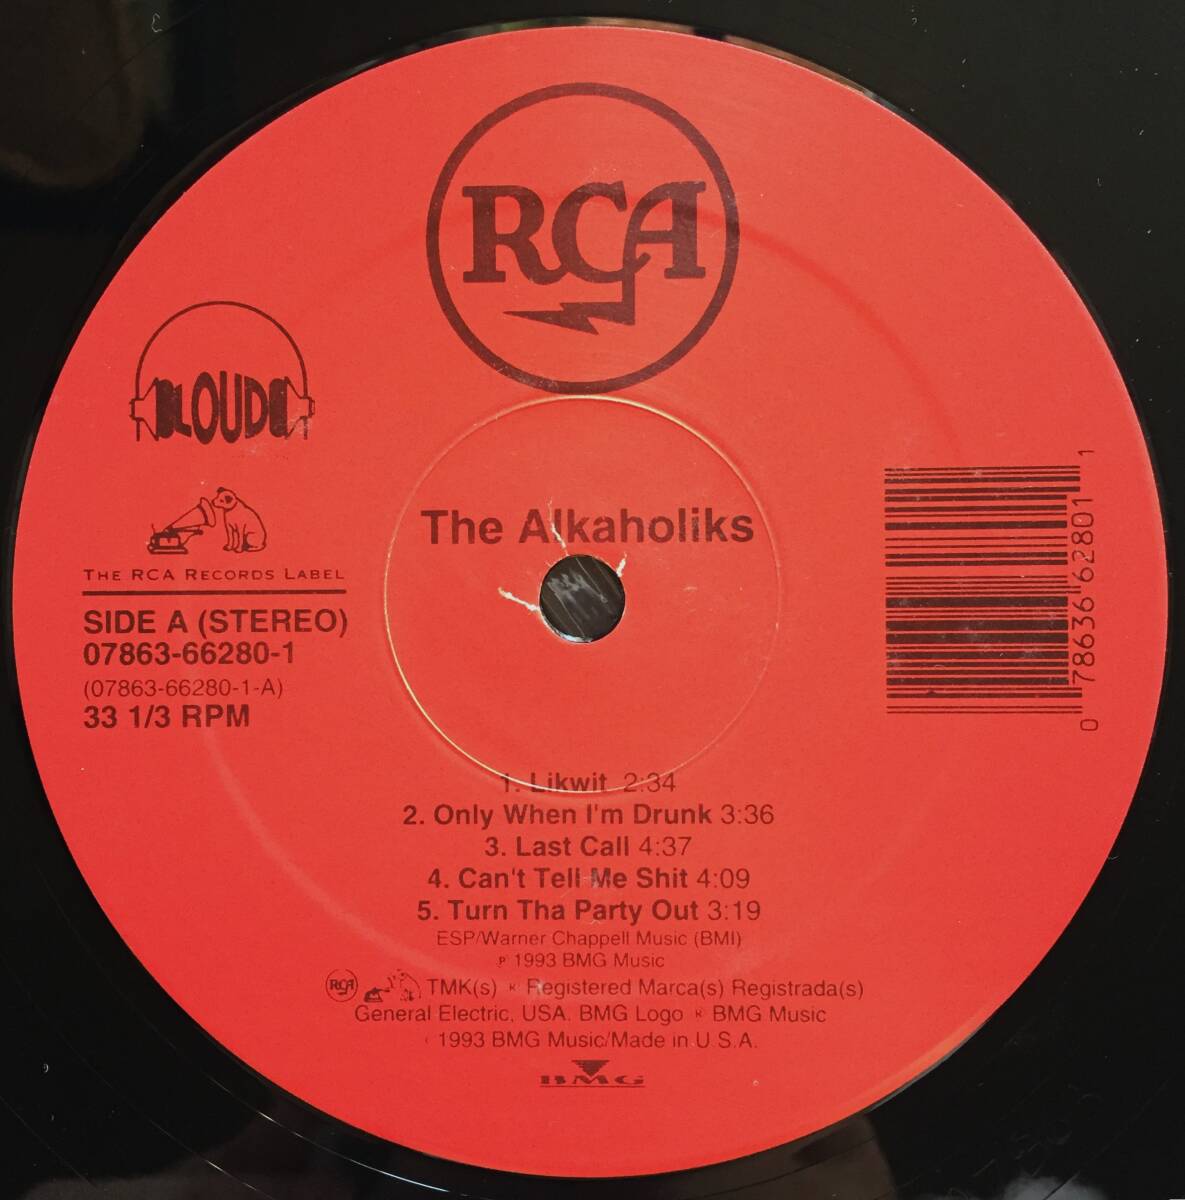 RCA
LOUD
The Alkaholiks
THE RCA RECORDS LABEL
SIDE A (STEREO)
07863-66280-1
(07863-66280-1-A)
33 1/3 RPM
0 78636 62801 1
1. Likwit 2:34
2. Only When I'm Drunk 3:36
3. Last Call 4:37
4. Can't Tell Me Shit 4:09
5. Turn Tha Party Out 3:19
ESP/Warner Chappell Music (BMI)
℗ 1993 BMG Music
RCA TMK(s) ® Registered Marca(s) Registrada(s)
General Electric, USA. BMG Logo ® BMG Music
© 1993 BMG Music/Made in U.S.A.
BMG